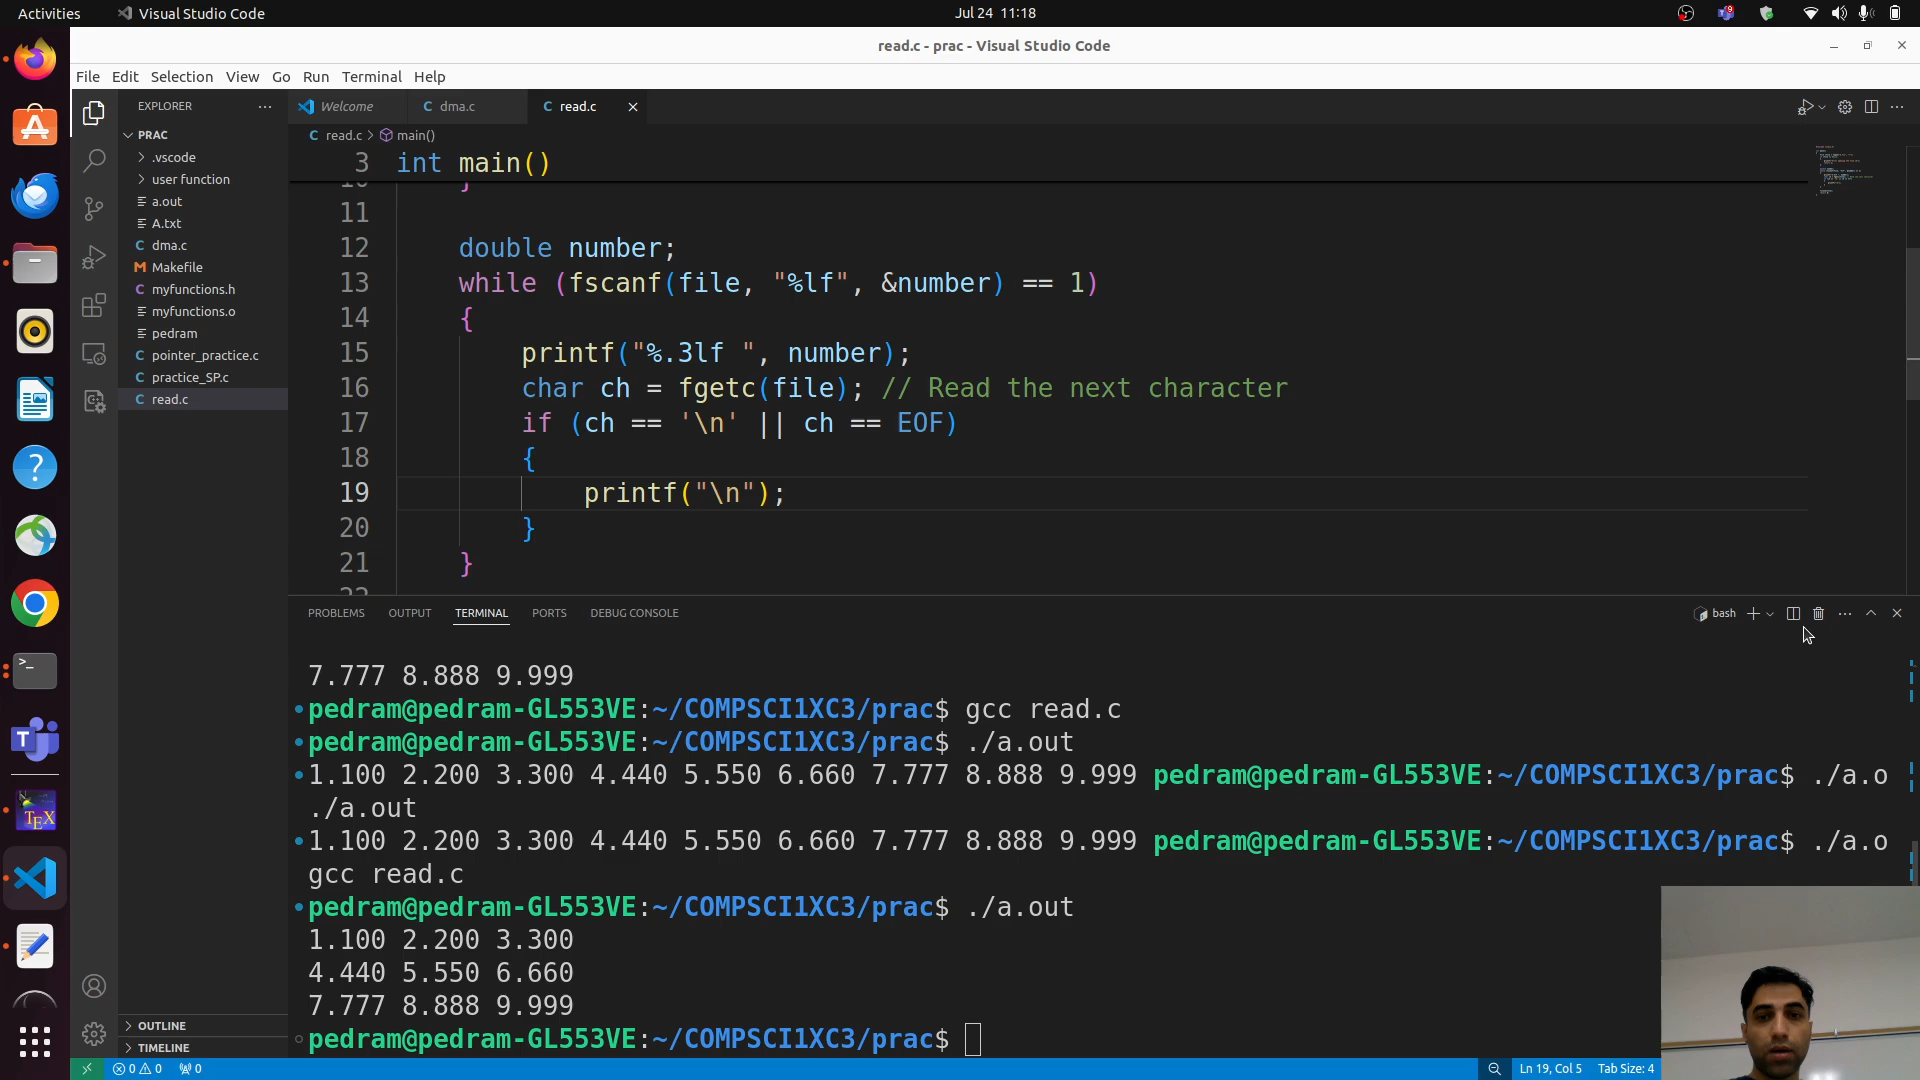 Activities Visual Studio Code Jul 24 11:18
read.c - prac - Visual Studio Code
File Edit Selection View Go Run Terminal Help
EXPLORER
PRAC
.vscode
user function
a.out
A.txt
dma.c
Makefile
myfunctions.h
myfunctions.o
pedram
pointer_practice.c
practice_SP.c
read.c
OUTLINE
TIMELINE
Welcome dma.c read.c
read.c > main()
3 int main()
10 }
11
12 double number;
13 while (fscanf(file, "%lf", &number) == 1)
14 {
15 printf("%.3lf ", number);
16 char ch = fgetc(file); // Read the next character
17 if (ch == '\n' || ch == EOF)
18 {
19 printf("\n");
20 }
21 }
22
PROBLEMS OUTPUT TERMINAL PORTS DEBUG CONSOLE bash
7.777 8.888 9.999
pedram@pedram-GL553VE:~/COMPSCI1XC3/prac$ gcc read.c
pedram@pedram-GL553VE:~/COMPSCI1XC3/prac$ ./a.out
1.100 2.200 3.300 4.440 5.550 6.660 7.777 8.888 9.999 pedram@pedram-GL553VE:~/COMPSCI1XC3/prac$ ./a.o
./a.out
1.100 2.200 3.300 4.440 5.550 6.660 7.777 8.888 9.999 pedram@pedram-GL553VE:~/COMPSCI1XC3/prac$ ./a.o
gcc read.c
pedram@pedram-GL553VE:~/COMPSCI1XC3/prac$ ./a.out
1.100 2.200 3.300
4.440 5.550 6.660
7.777 8.888 9.999
pedram@pedram-GL553VE:~/COMPSCI1XC3/prac$
0 0 0 Ln 19, Col 5 Tab Size: 4